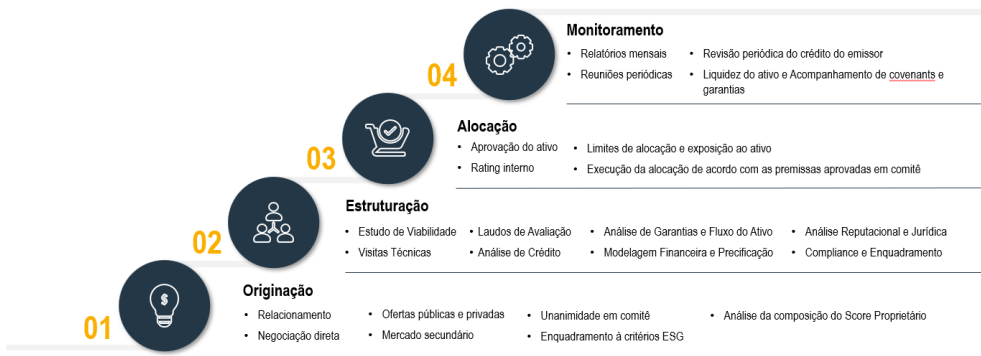 04
Monitoramento
• Relatórios mensais • Revisão periódica do crédito do emissor
• Reuniões periódicas • Liquidez do ativo e Acompanhamento de covenants e
garantias
03
Alocação
• Aprovação do ativo • Limites de alocação e exposição ao ativo
• Rating interno • Execução da alocação de acordo com as premissas aprovadas em comitê
02
Estruturação
• Estudo de Viabilidade • Laudos de Avaliação • Análise de Garantias e Fluxo do Ativo • Análise Reputacional e Jurídica
• Visitas Técnicas • Análise de Crédito • Modelagem Financeira e Precificação • Compliance e Enquadramento
01
$
Originação
• Relacionamento • Ofertas públicas e privadas • Unanimidade em comitê • Análise da composição do Score Proprietário
• Negociação direta • Mercado secundário • Enquadramento à critérios ESG